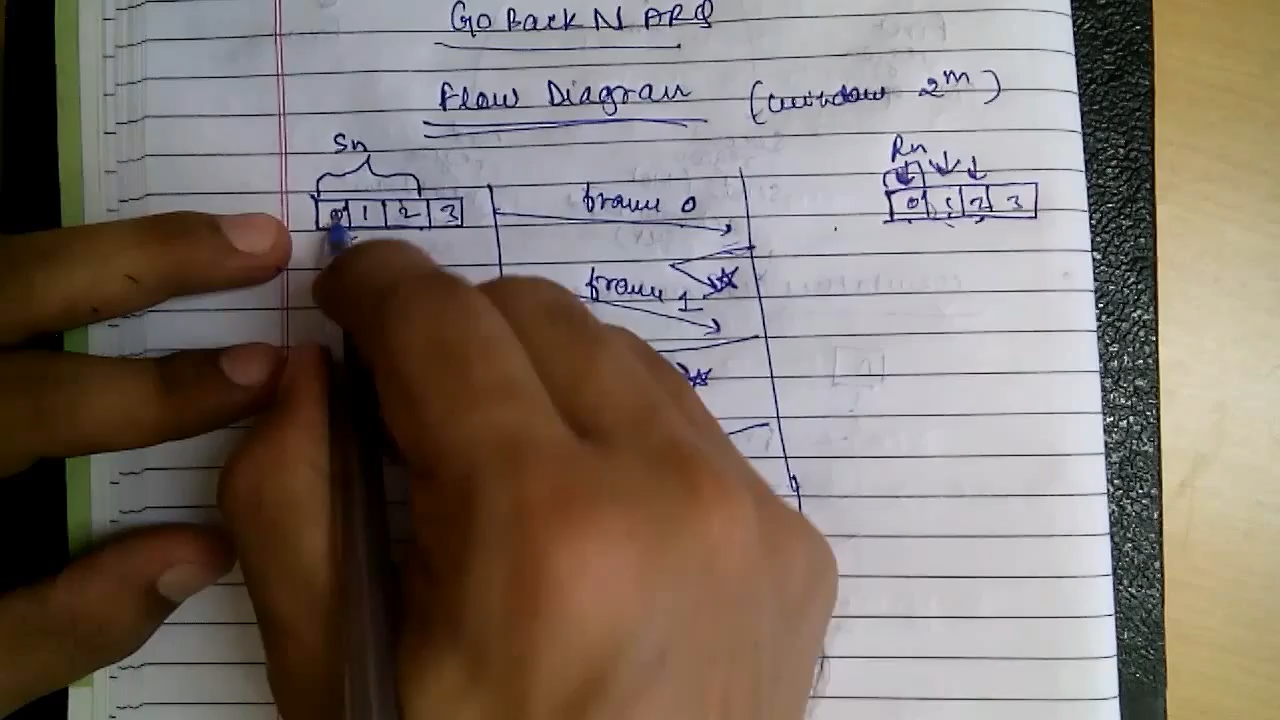 Go Back N ARQ
Flow Diagram (window 2^m)
Sn
Rn
0 1 2 3
frame 0
0 1 2 3
frame 1